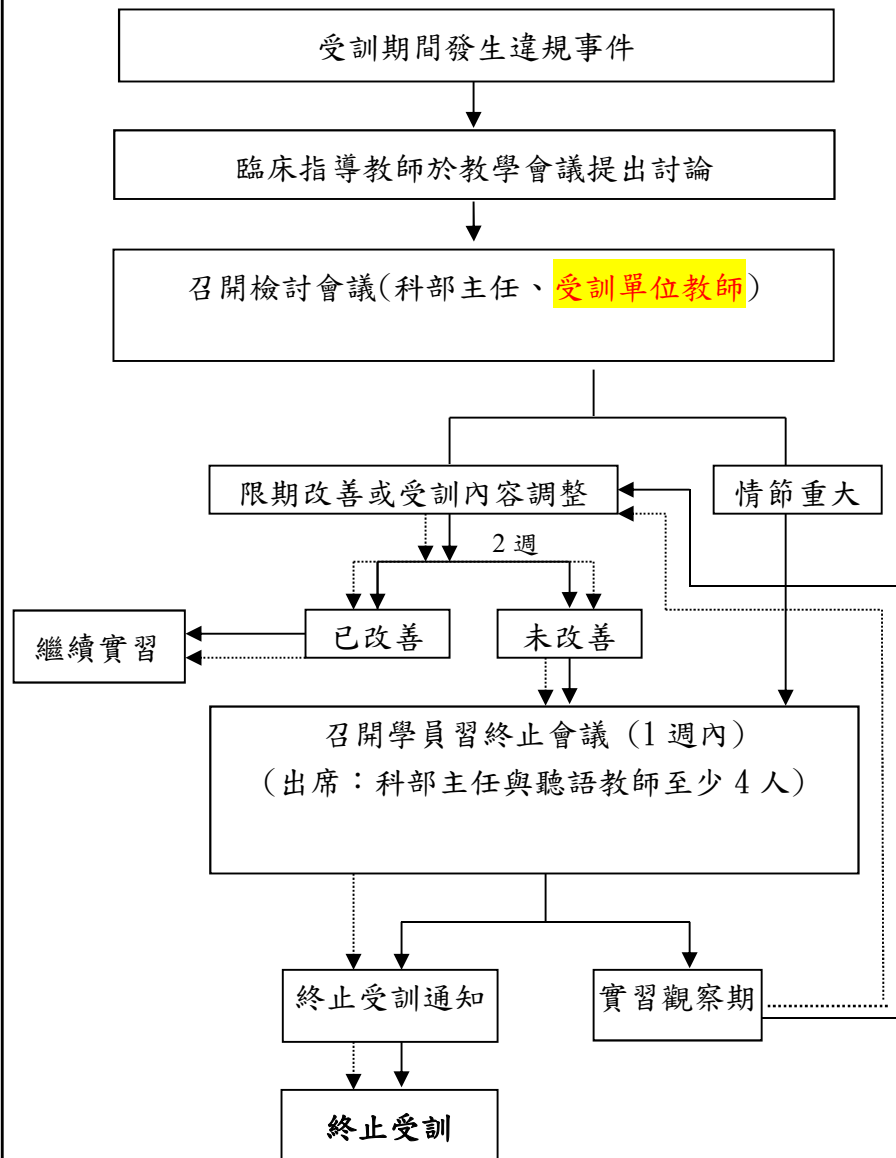 受訓期間發生違規事件
臨床指導教師於教學會議提出討論
召開檢討會議(科部主任、受訓單位教師)
限期改善或受訓內容調整
情節重大
2 週
繼續實習
已改善
未改善
召開學員習終止會議 (1 週內)
(出席：科部主任與聽語教師至少 4 人)
終止受訓通知
實習觀察期
終止受訓